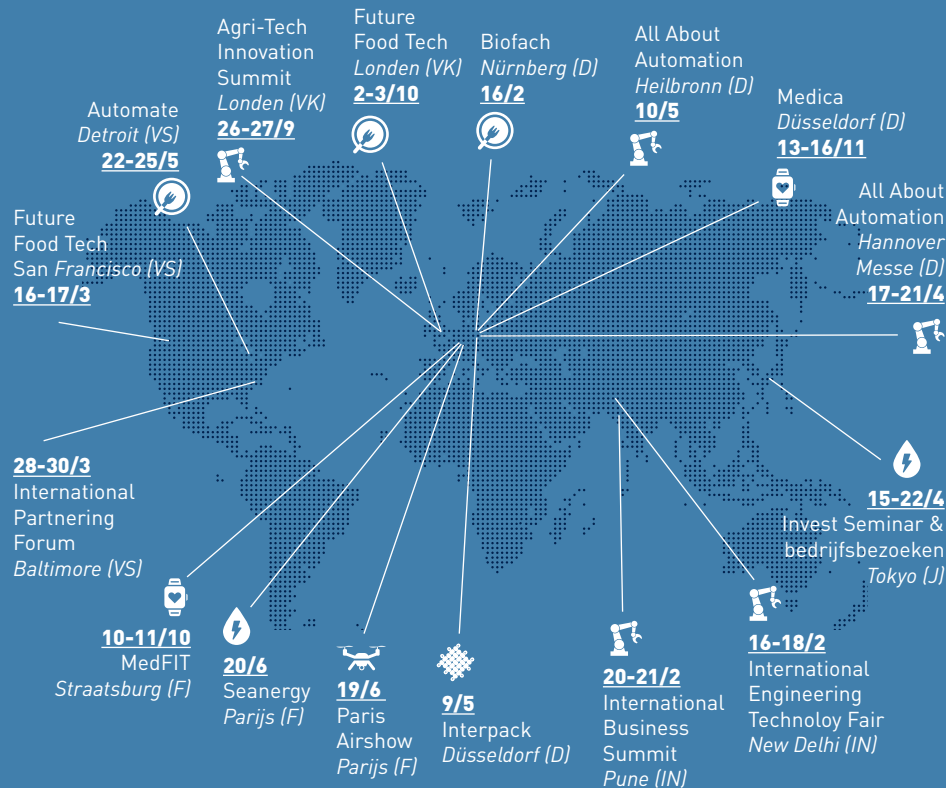 Future
Food Tech
San Francisco (VS)
16-17/3
Automate
Detroit (VS)
22-25/5
Agri-Tech
Innovation
Summit
Londen (VK)
26-27/9
Future
Food Tech
Londen (VK)
2-3/10
Biofach
Nürnberg (D)
16/2
All About
Automation
Heilbronn (D)
10/5
Medica
Düsseldorf (D)
13-16/11
All About
Automation
Hannover
Messe (D)
17-21/4
28-30/3
International
Partnering
Forum
Baltimore (VS)
10-11/10
MedFIT
Straatsburg (F)
20/6
Seanergy
Parijs (F)
19/6
Paris
Airshow
Parijs (F)
9/5
Interpack
Düsseldorf (D)
20-21/2
International
Business
Summit
Pune (IN)
16-18/2
International
Engineering
Technoloy Fair
New Delhi (IN)
15-22/4
Invest Seminar &
bedrijfsbezoeken
Tokyo (J)